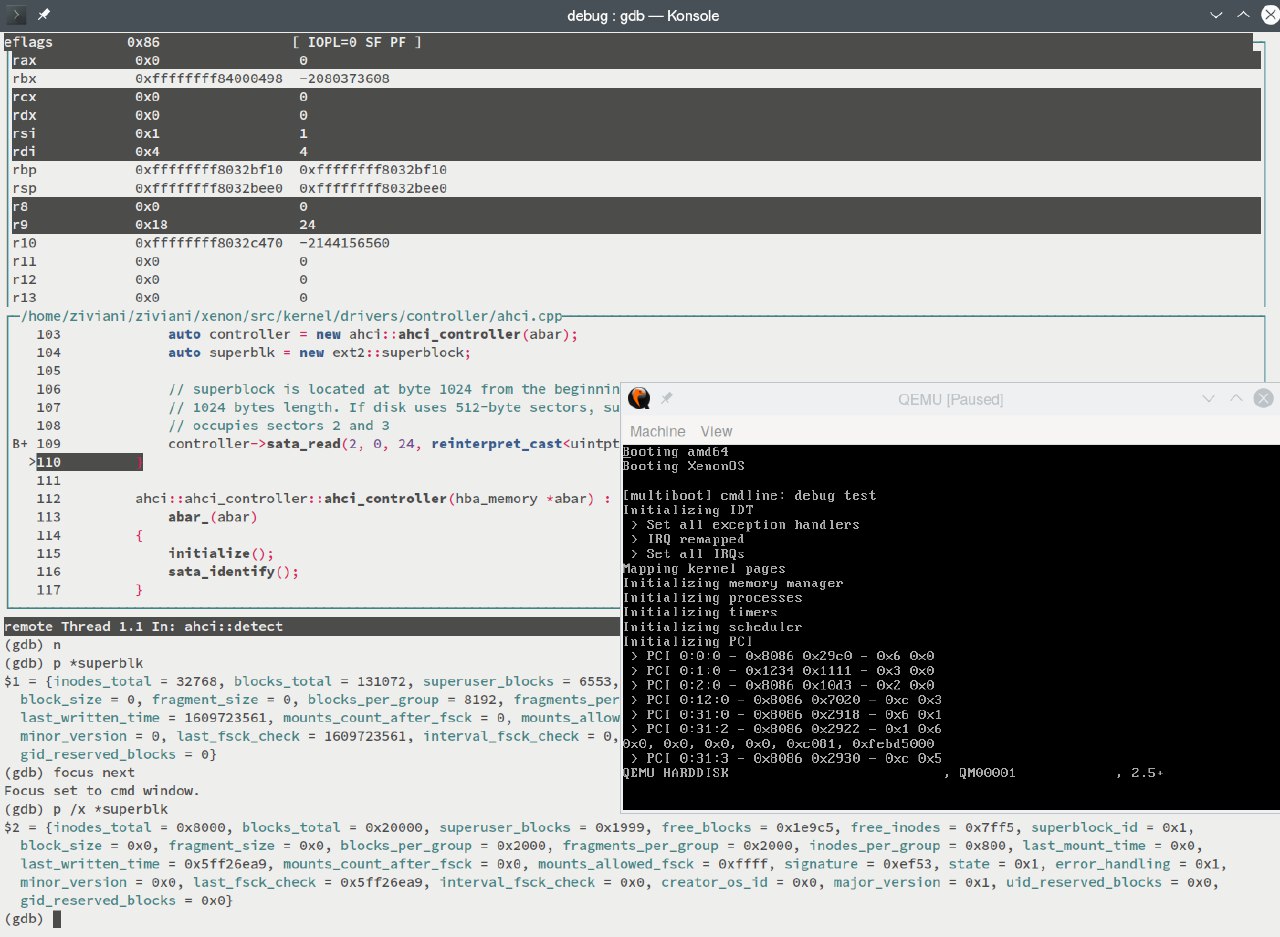 debug : gdb — Konsole
eflags 0x86 [ IOPL=0 SF PF ]
rax 0x0 0
rbx 0xffffffff84000498 -2080373608
rcx 0x0 0
rdx 0x0 0
rsi 0x1 1
rdi 0x4 4
rbp 0xffffffff8032bf10 0xffffffff8032bf10
rsp 0xffffffff8032bee0 0xffffffff8032bee0
r8 0x0 0
r9 0x18 24
r10 0xffffffff8032c470 -2144156560
r11 0x0 0
r12 0x0 0
r13 0x0 0
/home/ziviani/ziviani/xenon/src/kernel/drivers/controller/ahci.cpp
103 auto controller = new ahci::ahci_controller(abar);
104 auto superblk = new ext2::superblock;
105
106 // superblock is located at byte 1024 from the beginnin
107 // 1024 bytes length. If disk uses 512-byte sectors, su
108 // occupies sectors 2 and 3
B+ 109 controller->sata_read(2, 0, 24, reinterpret_cast<uintpt
>110 }
111
112 ahci::ahci_controller::ahci_controller(hba_memory *abar) :
113 abar_(abar)
114 {
115 initialize();
116 sata_identify();
117 }
remote Thread 1.1 In: ahci::detect
(gdb) n
(gdb) p *superblk
$1 = {inodes_total = 32768, blocks_total = 131072, superuser_blocks = 6553,
block_size = 0, fragment_size = 0, blocks_per_group = 8192, fragments_per
last_written_time = 1609723561, mounts_count_after_fsck = 0, mounts_allow
minor_version = 0, last_fsck_check = 1609723561, interval_fsck_check = 0,
gid_reserved_blocks = 0}
(gdb) focus next
Focus set to cmd window.
(gdb) p /x *superblk
$2 = {inodes_total = 0x8000, blocks_total = 0x20000, superuser_blocks = 0x1999, free_blocks = 0x1e9c5, free_inodes = 0x7ff5, superblock_id = 0x1,
block_size = 0x0, fragment_size = 0x0, blocks_per_group = 0x2000, fragments_per_group = 0x2000, inodes_per_group = 0x800, last_mount_time = 0x0,
last_written_time = 0x5ff26ea9, mounts_count_after_fsck = 0x0, mounts_allowed_fsck = 0xffff, signature = 0xef53, state = 0x1, error_handling = 0x1,
minor_version = 0x0, last_fsck_check = 0x5ff26ea9, interval_fsck_check = 0x0, creator_os_id = 0x0, major_version = 0x1, uid_reserved_blocks = 0x0,
gid_reserved_blocks = 0x0}
(gdb)
QEMU [Paused]
Machine View
Booting amd64
Booting XenonOS
[multiboot] cmdline: debug test
Initializing IDT
> Set all exception handlers
> IRQ remapped
> Set all IRQs
Mapping kernel pages
Initializing memory manager
Initializing processes
Initializing timers
Initializing scheduler
Initializing PCI
> PCI 0:0:0 - 0x8086 0x29c0 - 0x6 0x0
> PCI 0:1:0 - 0x1234 0x1111 - 0x3 0x0
> PCI 0:2:0 - 0x8086 0x10d3 - 0x2 0x0
> PCI 0:12:0 - 0x8086 0x7020 - 0xc 0x3
> PCI 0:31:0 - 0x8086 0x2918 - 0x6 0x1
> PCI 0:31:2 - 0x8086 0x2922 - 0x1 0x6
0x0, 0x0, 0x0, 0x0, 0xc081, 0xfebd5000
> PCI 0:31:3 - 0x8086 0x2930 - 0xc 0x5
QEMU HARDDISK , QM00001 , 2.5+